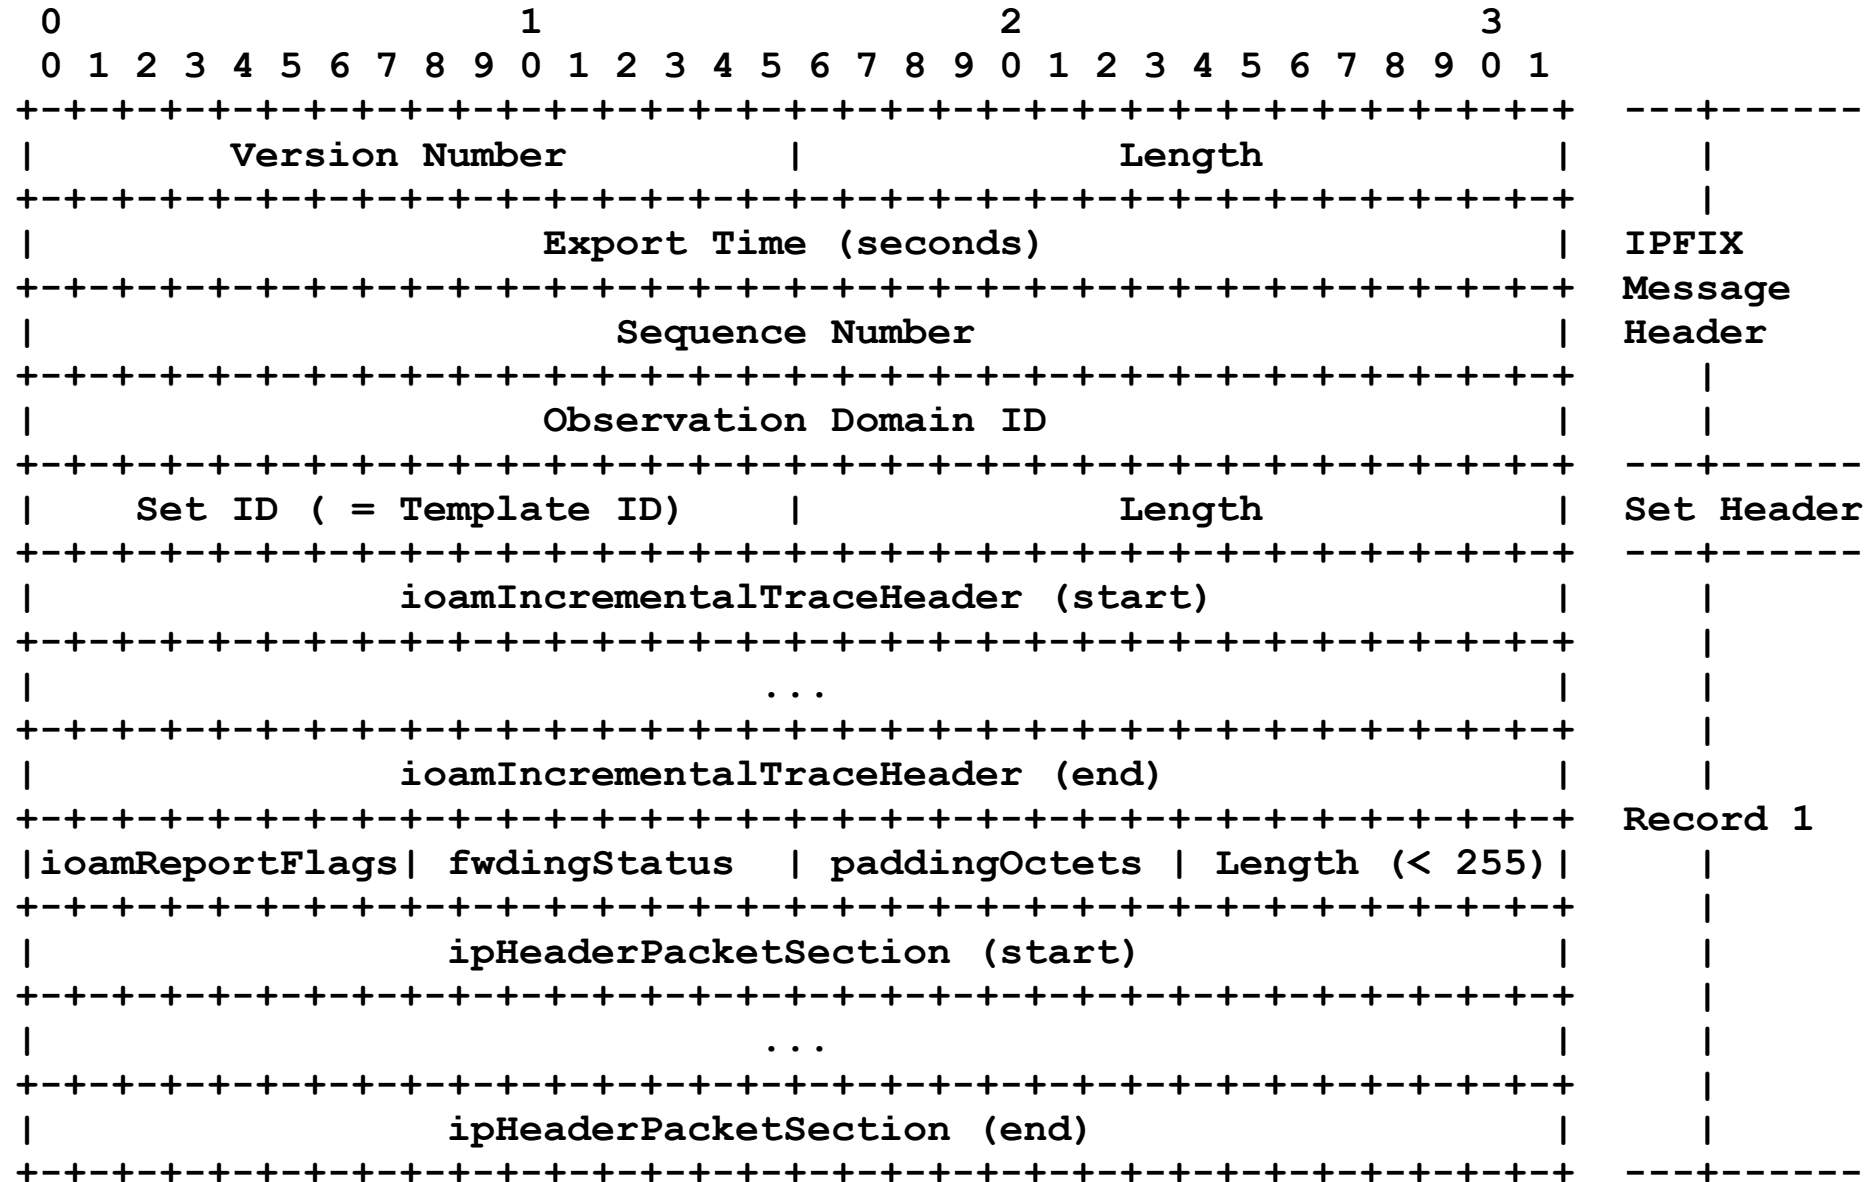 0                   1                   2                   3
 0 1 2 3 4 5 6 7 8 9 0 1 2 3 4 5 6 7 8 9 0 1 2 3 4 5 6 7 8 9 0 1
+-+-+-+-+-+-+-+-+-+-+-+-+-+-+-+-+-+-+-+-+-+-+-+-+-+-+-+-+-+-+-+-+  ---+------
|        Version Number         |             Length            |     |
+-+-+-+-+-+-+-+-+-+-+-+-+-+-+-+-+-+-+-+-+-+-+-+-+-+-+-+-+-+-+-+-+     |
|                     Export Time (seconds)                     |  IPFIX
+-+-+-+-+-+-+-+-+-+-+-+-+-+-+-+-+-+-+-+-+-+-+-+-+-+-+-+-+-+-+-+-+  Message
|                        Sequence Number                        |  Header
+-+-+-+-+-+-+-+-+-+-+-+-+-+-+-+-+-+-+-+-+-+-+-+-+-+-+-+-+-+-+-+-+     |
|                     Observation Domain ID                     |     |
+-+-+-+-+-+-+-+-+-+-+-+-+-+-+-+-+-+-+-+-+-+-+-+-+-+-+-+-+-+-+-+-+  ---+------
|    Set ID ( = Template ID)    |             Length            |  Set Header
+-+-+-+-+-+-+-+-+-+-+-+-+-+-+-+-+-+-+-+-+-+-+-+-+-+-+-+-+-+-+-+-+  ---+------
|               ioamIncrementalTraceHeader (start)              |     |
+-+-+-+-+-+-+-+-+-+-+-+-+-+-+-+-+-+-+-+-+-+-+-+-+-+-+-+-+-+-+-+-+     |
|                              ...                              |     |
+-+-+-+-+-+-+-+-+-+-+-+-+-+-+-+-+-+-+-+-+-+-+-+-+-+-+-+-+-+-+-+-+     |
|               ioamIncrementalTraceHeader (end)                |     |
+-+-+-+-+-+-+-+-+-+-+-+-+-+-+-+-+-+-+-+-+-+-+-+-+-+-+-+-+-+-+-+-+  Record 1
|ioamReportFlags| fwdingStatus  | paddingOctets | Length (< 255)|     |
+-+-+-+-+-+-+-+-+-+-+-+-+-+-+-+-+-+-+-+-+-+-+-+-+-+-+-+-+-+-+-+-+     |
|                 ipHeaderPacketSection (start)                 |     |
+-+-+-+-+-+-+-+-+-+-+-+-+-+-+-+-+-+-+-+-+-+-+-+-+-+-+-+-+-+-+-+-+     |
|                              ...                              |     |
+-+-+-+-+-+-+-+-+-+-+-+-+-+-+-+-+-+-+-+-+-+-+-+-+-+-+-+-+-+-+-+-+     |
|                 ipHeaderPacketSection (end)                   |     |
+-+-+-+-+-+-+-+-+-+-+-+-+-+-+-+-+-+-+-+-+-+-+-+-+-+-+-+-+-+-+-+-+  ---+------